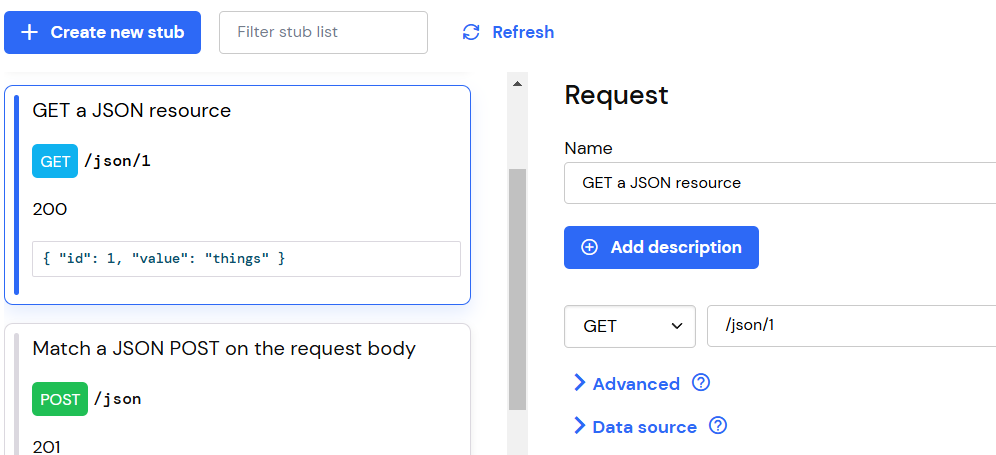 Create new stub
Filter stub list
Refresh
GET a JSON resource
GET /json/1
200
{ "id": 1, "value": "things" }
Match a JSON POST on the request body
POST /json
201
Request
Name
GET a JSON resource
Add description
GET
/json/1
Advanced
Data source